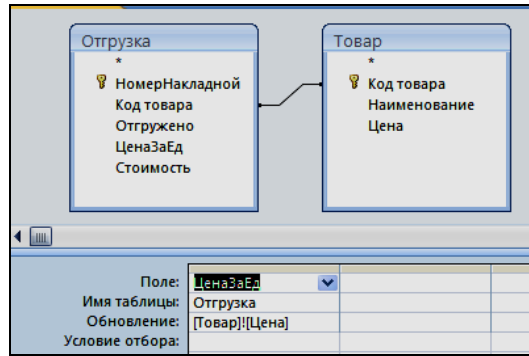 Отгрузка
*
НомерНакладной
Код товара
Отгружено
ЦенаЗаЕд
Стоимость
Товар
*
Код товара
Наименование
Цена
Поле: ЦенаЗаЕд
Имя таблицы: Отгрузка
Обновление: [Товар]![Цена]
Условие отбора: